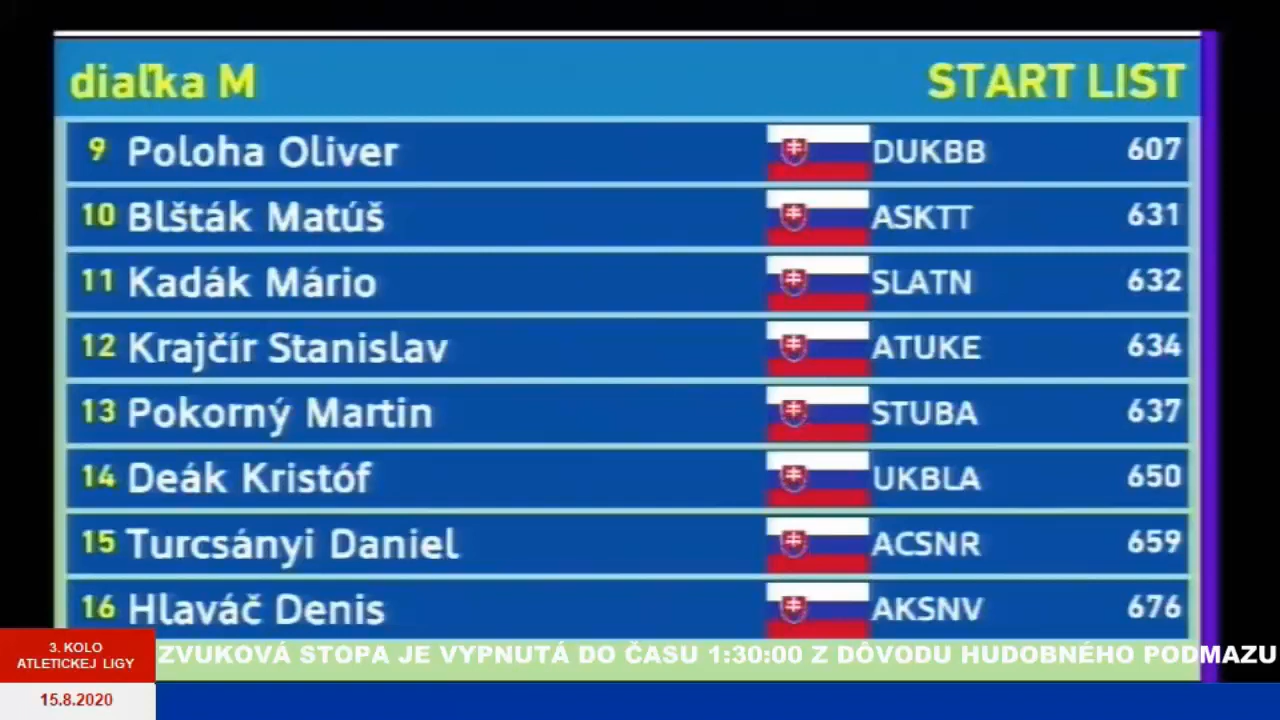 diaľka M START LIST
9 Poloha Oliver DUKBB 607
10 Blšták Matúš ASKTT 631
11 Kadák Mário SLATN 632
12 Krajčír Stanislav ATUKE 634
13 Pokorný Martin STUBA 637
14 Deák Kristóf UKBLA 650
15 Turcsányi Daniel ACSNR 659
16 Hlaváč Denis AKSNV 676
3. KOLO
ATLETICKEJ LIGY
ZVUKOVÁ STOPA JE VYPNUTÁ DO ČASU 1:30:00 Z DÔVODU HUDOBNÉHO PODMAZU
15.8.2020